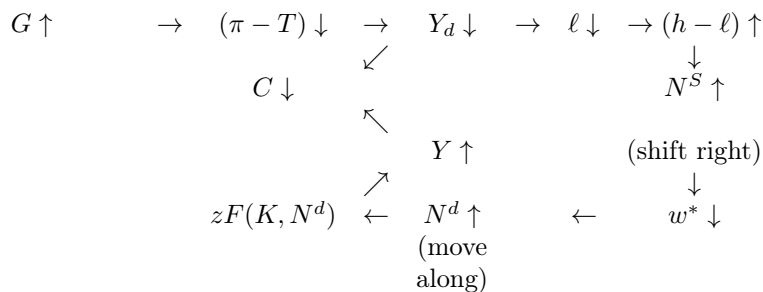 G ↑ → (π − T) ↓ → Y_d ↓ → ℓ ↓ → (h − ℓ) ↑
↙ ↓
C ↓ N^S ↑
↖
Y ↑ (shift right)
↗ ↓
zF(K, N^d) ← N^d ↑ ← w* ↓
(move
along)